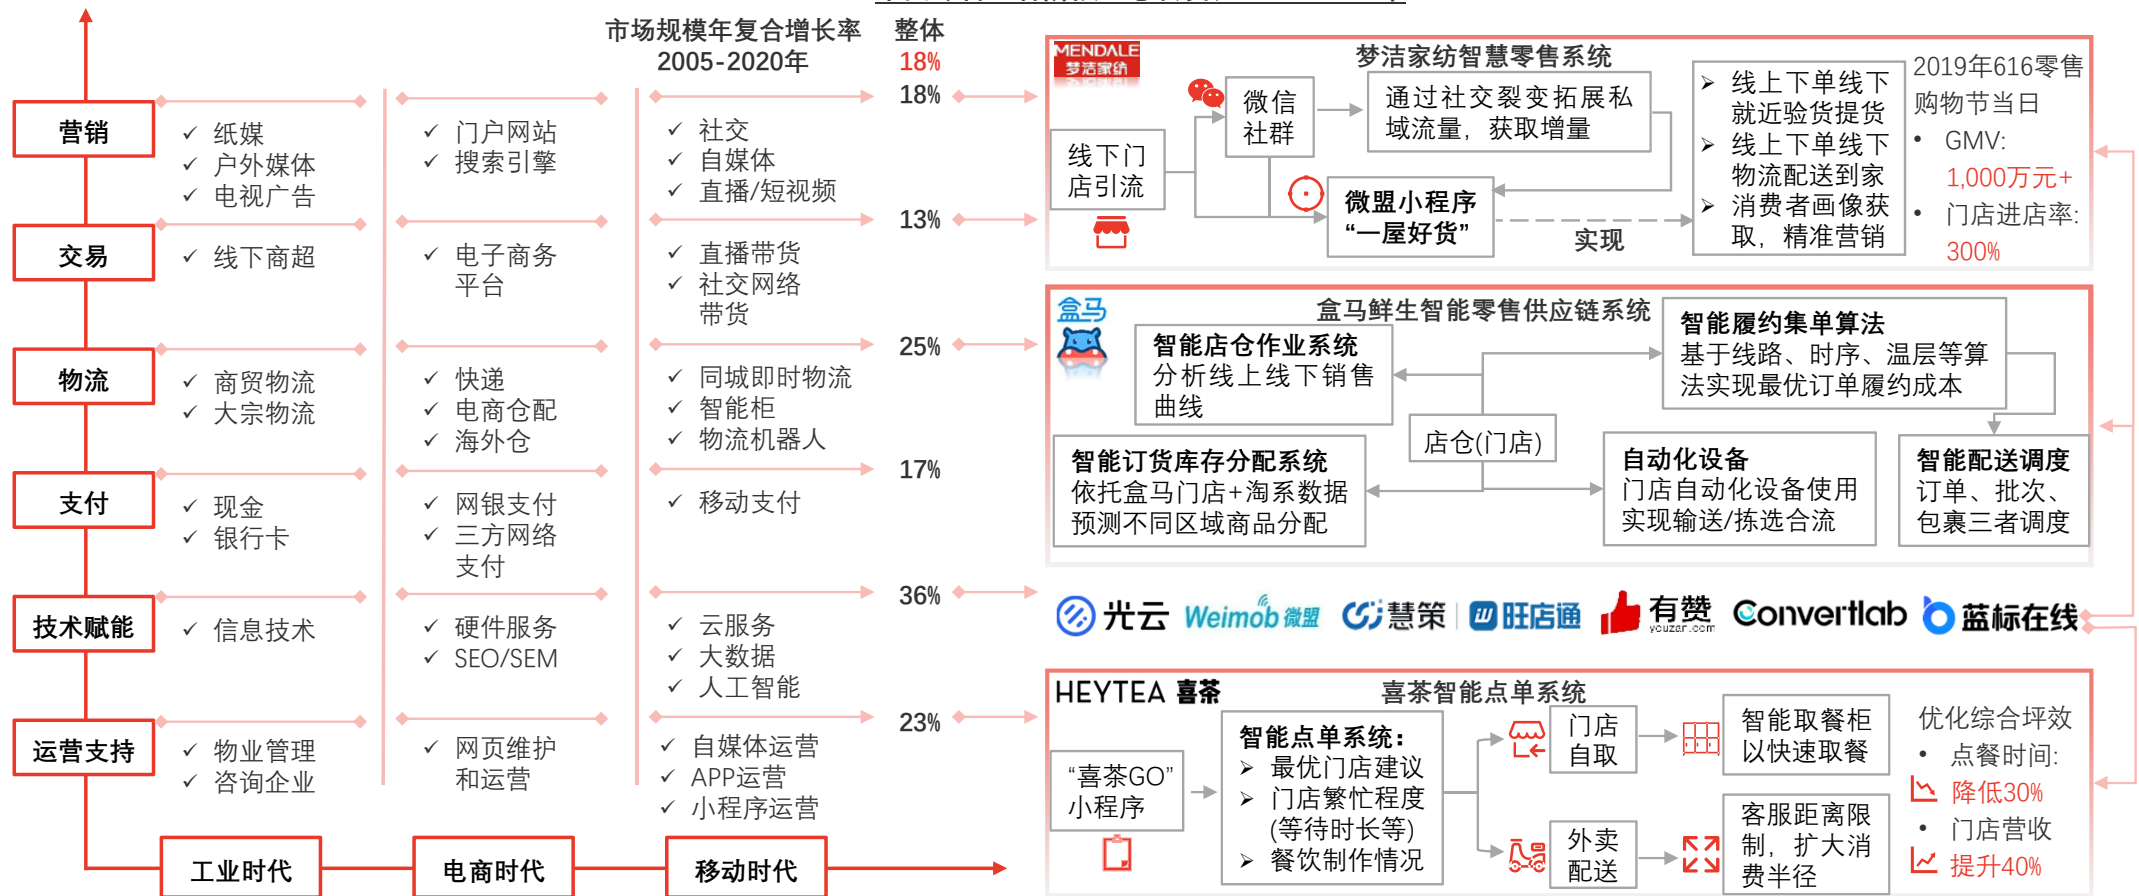 市场规模年复合增长率
2005-2020年
整体
18%
营销
纸媒
户外媒体
电视广告
门户网站
搜索引擎
社交
自媒体
直播/短视频
18%
交易
线下商超
电子商务
平台
直播带货
社交网络
带货
13%
物流
商贸物流
大宗物流
快递
电商仓配
海外仓
同城即时物流
智能柜
物流机器人
25%
支付
现金
银行卡
网银支付
三方网络
支付
移动支付
17%
技术赋能
信息技术
硬件服务
SEO/SEM
云服务
大数据
人工智能
36%
运营支持
物业管理
咨询企业
网页维护
和运营
自媒体运营
APP运营
小程序运营
23%
工业时代
电商时代
移动时代
MENDALE
梦洁家纺
梦洁家纺智慧零售系统
线下门
店引流
微信
社群
通过社交裂变拓展私
域流量，获取增量
微盟小程序
“一屋好货”
实现
线上下单线下
就近验货提货
线上下单线下
物流配送到家
消费者画像获
取，精准营销
2019年616零售
购物节当日
• GMV:
1,000万元+
• 门店进店率:
300%
盒马
盒马鲜生智能零售供应链系统
智能店仓作业系统
分析线上线下销售
曲线
智能履约集单算法
基于线路、时序、温层等算
法实现最优订单履约成本
店仓(门店)
智能订货库存分配系统
依托盒马门店+淘系数据
预测不同区域商品分配
自动化设备
门店自动化设备使用
实现输送/拣选合流
智能配送调度
订单、批次、
包裹三者调度
光云
Weimob 微盟
慧策
旺店通
有赞
youzan.com
Convertlab
蓝标在线
HEYTEA 喜茶
喜茶智能点单系统
“喜茶GO”
小程序
智能点单系统：
最优门店建议
门店繁忙程度
(等待时长等)
餐饮制作情况
门店
自取
智能取餐柜
以快速取餐
外卖
配送
客服距离限
制，扩大消
费半径
优化综合坪效
• 点餐时间:
降低30%
• 门店营收
提升40%